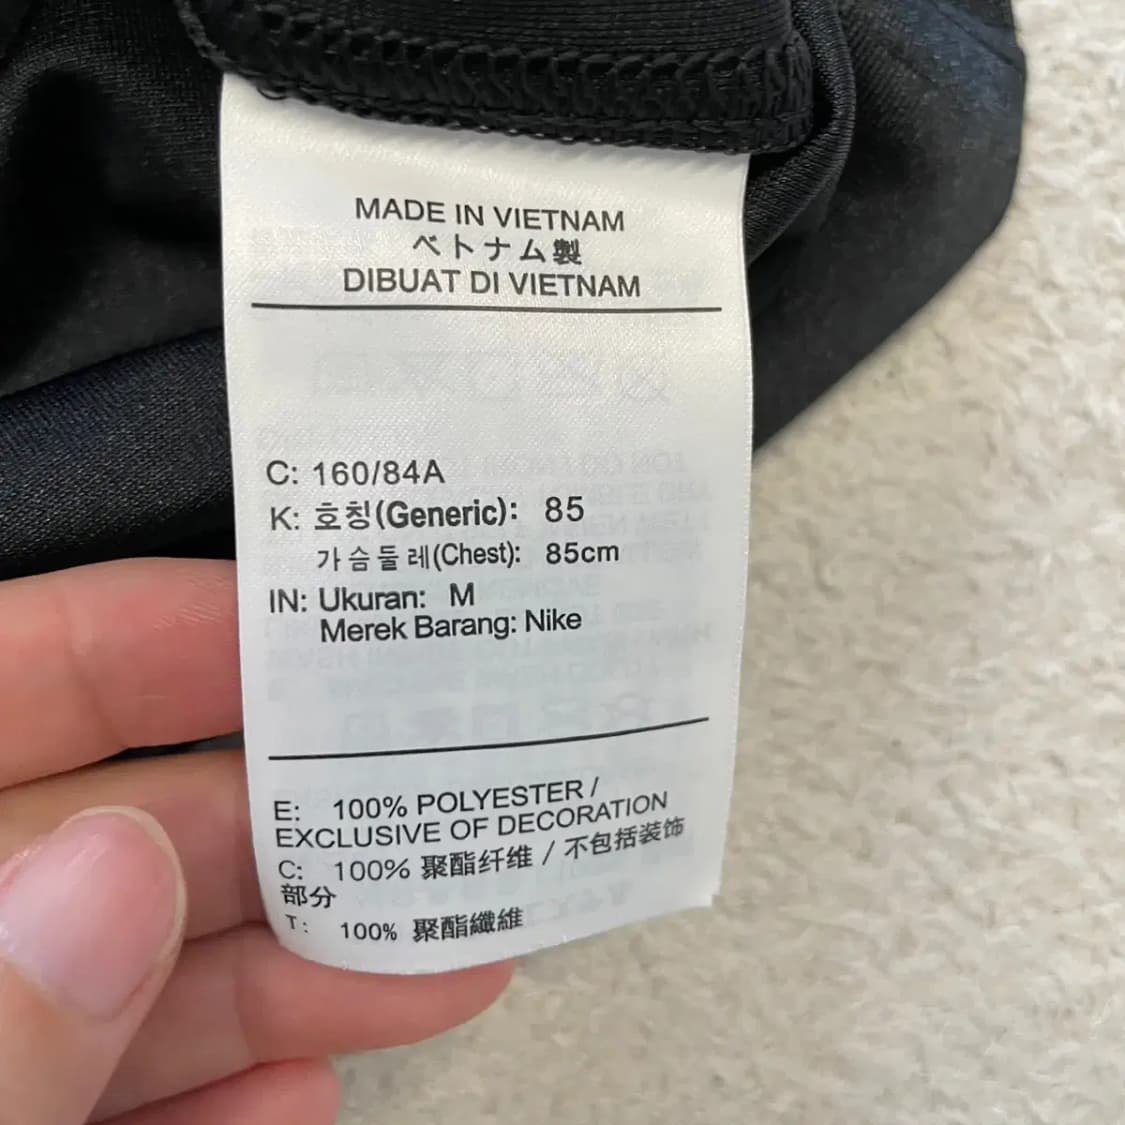 MADE IN VIETNAM
ベトナム製
DIBUAT DI VIETNAM
C: 160/84A
K: 호칭(Generic): 85
가슴둘레(Chest): 85cm
IN: Ukuran: M
Merek Barang: Nike
E: 100% POLYESTER /
EXCLUSIVE OF DECORATION
C: 100% 聚酯纤维 / 不包括装饰
部分
T: 100% 聚酯纖維